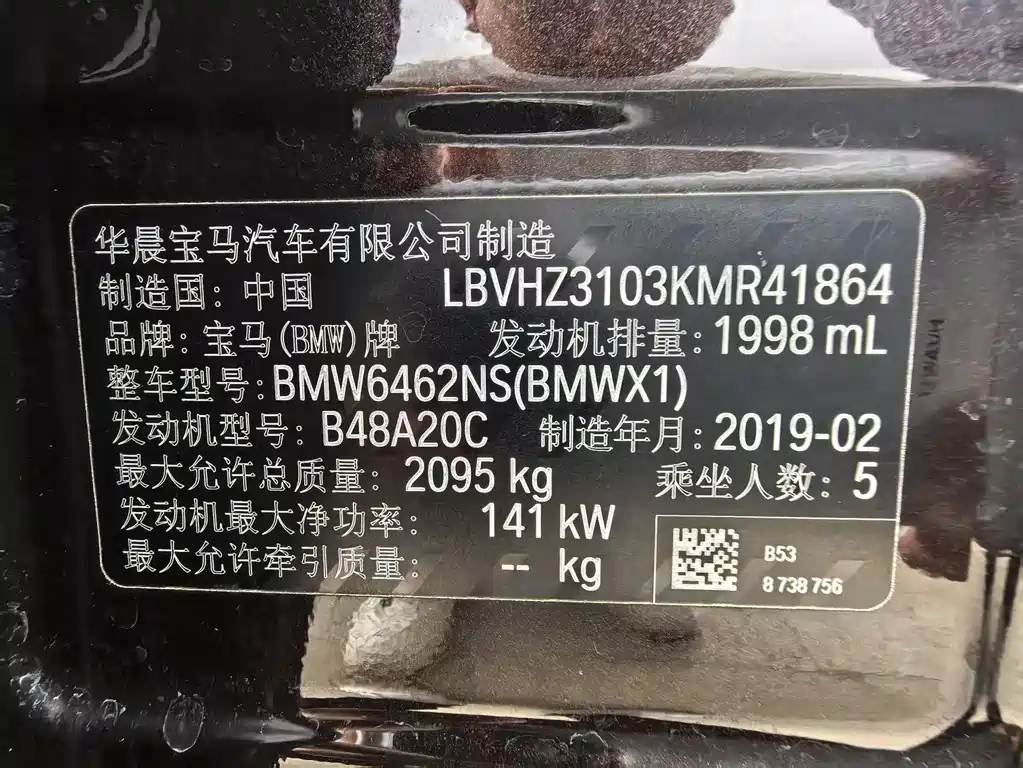 华晨宝马汽车有限公司制造
制造国：中国 LBVHZ3103KMR41864
品牌：宝马(BMW)牌 发动机排量：1998 mL
整车型号：BMW6462NS(BMWX1)
发动机型号：B48A20C 制造年月：2019-02
最大允许总质量：2095 kg 乘坐人数：5
发动机最大净功率： 141 kW
最大允许牵引质量： -- kg
B53
8 738 756